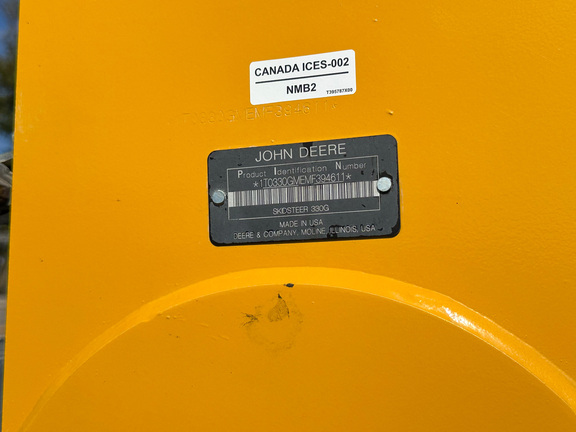 CANADA ICES-002
NMB2
JOHN DEERE
Product Identification Number
*1T0330GMEMF394611*
SKIDSTEER 330G
MADE IN USA
DEERE & COMPANY, MOLINE, ILLINOIS, USA